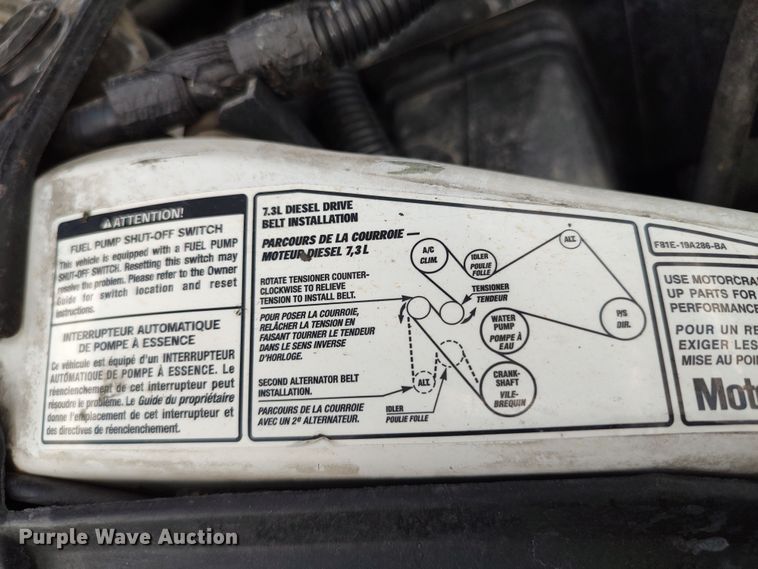 ATTENTION!
FUEL PUMP SHUT-OFF SWITCH
This vehicle is equipped with a FUEL PUMP
SHUT-OFF SWITCH. Resetting this switch may
resolve the problem. Please refer to the Owner
Guide for switch location and reset
instructions.
INTERRUPTEUR AUTOMATIQUE
DE POMPE À ESSENCE
Ce véhicule est équipé d'un INTERRUPTEUR
AUTOMATIQUE DE POMPE À ESSENCE. Le
réenclenchement de cet interrupteur peut
résoudre le problème. Le Guide du propriétaire
donne l'emplacement de cet interrupteur et
des directives de réenclenchement.
7.3L DIESEL DRIVE
BELT INSTALLATION
PARCOURS DE LA COURROIE —
MOTEUR DIESEL 7,3 L
ROTATE TENSIONER COUNTER-
CLOCKWISE TO RELIEVE
TENSION TO INSTALL BELT.
POUR POSER LA COURROIE,
RELÂCHER LA TENSION EN
FAISANT TOURNER LE TENDEUR
DANS LE SENS INVERSE
D'HORLOGE.
SECOND ALTERNATOR BELT
INSTALLATION.
PARCOURS DE LA COURROIE
AVEC UN 2e ALTERNATEUR.
A/C
CLIM.
IDLER
POULIE
FOLLE
ALT.
TENSIONER
TENDEUR
WATER
PUMP
POMPE À
EAU
P/S
DIR.
CRANK-
SHAFT
VILE-
BREQUIN
ALT.
IDLER
POULIE FOLLE
F81E-19A286-BA
USE MOTORCRA
UP PARTS FOR
PERFORMANCE
POUR UN RE
EXIGER LES
MISE AU POI
Moto
Purple Wave Auction